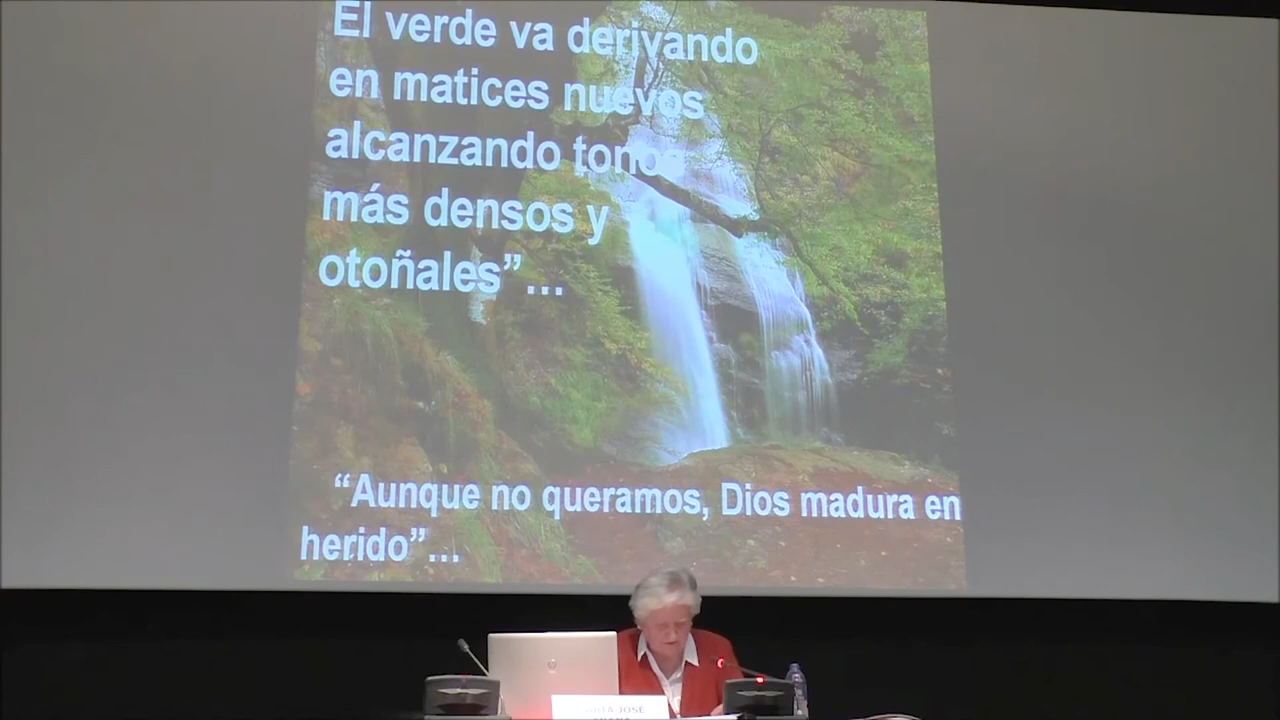 El verde va derivando
en matices nuevos
alcanzando tonos
más densos y
otoñales”...
“Aunque no queramos, Dios madura en
herido”...
JOSÉ